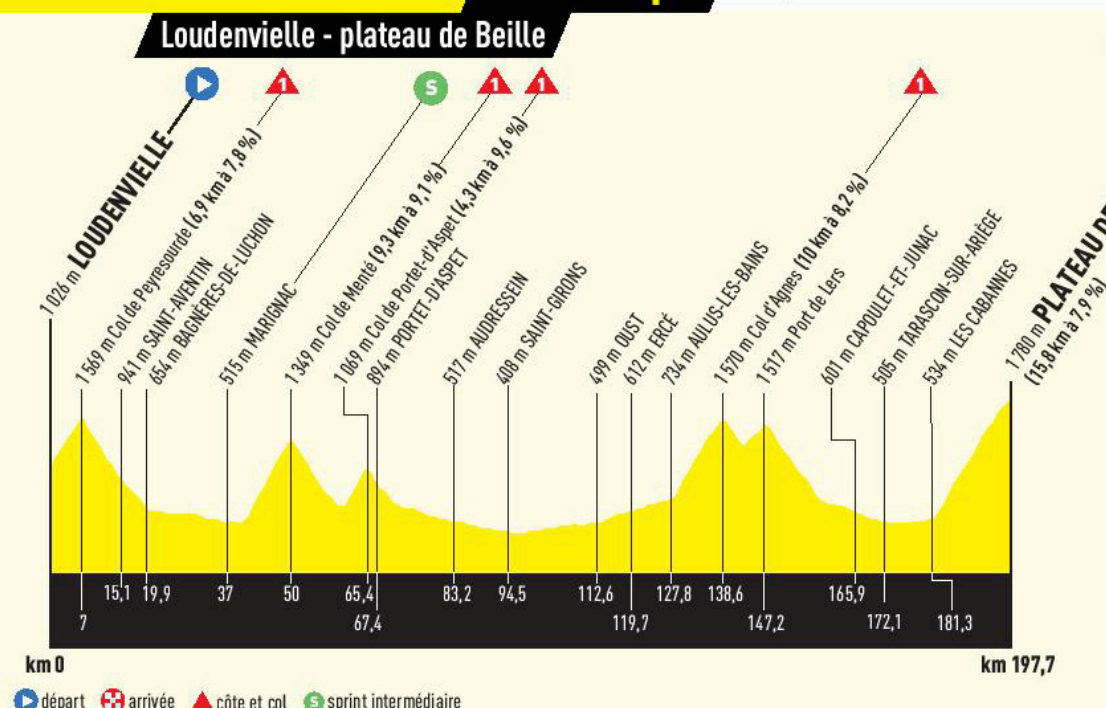 Loudenvielle - plateau de Beille
1
S
1
1
1
1 026 m LOUDENVIELLE
1 569 m Col de Peyresourde (6,9 km à 7,8 %)
941 m SAINT-AVENTIN
654 m BAGNÈRES-DE-LUCHON
515 m MARIGNAC
1 349 m Col de Menté (9,3 km à 9,1 %)
1 069 m Col de Portet-d'Aspet (4,3 km à 9,6 %)
894 m PORTET-D'ASPET
517 m AUDRESSEIN
408 m SAINT-GIRONS
499 m OUST
612 m ERCÉ
734 m AULUS-LES-BAINS
1 570 m Col d'Agnes (10 km à 8,2 %)
1 517 m Port de Lers
601 m CAPOULET-ET-JUNAC
505 m TARASCON-SUR-ARIÈGE
534 m LES CABANNES
1 780 m PLATEAU DE
(15,8 km à 7,9 %)
15,1 19,9 37 50 65,4 83,2 94,5 112,6 127,8 138,6 165,9
7 67,4 119,7 147,2 172,1 181,3
km 0 km 197,7
départ arrivée côte et col S sprint intermédiaire